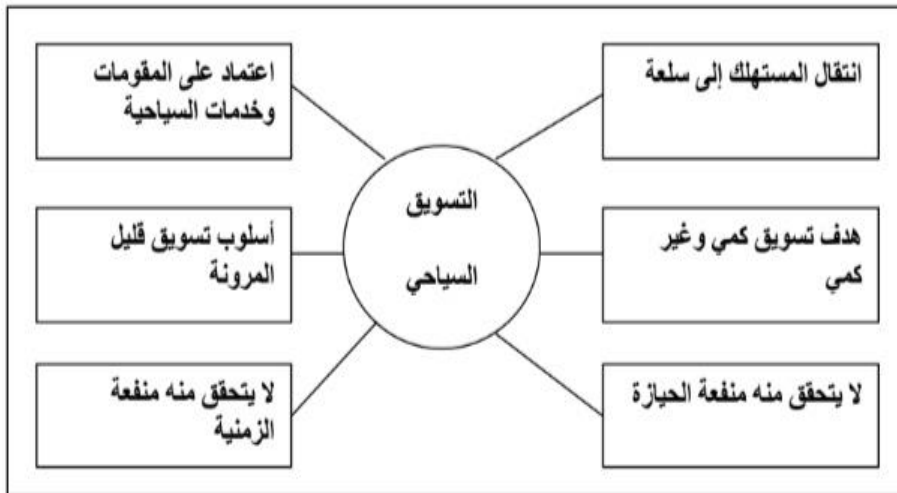 انتقال المستهلك إلى سلعة
اعتماد على المقومات
وخدمات السياحية
التسويق
السياحي
هدف تسويق كمي وغير
كمي
أسلوب تسويق قليل
المرونة
لا يتحقق منه منفعة الحيازة
لا يتحقق منه منفعة
الزمنية